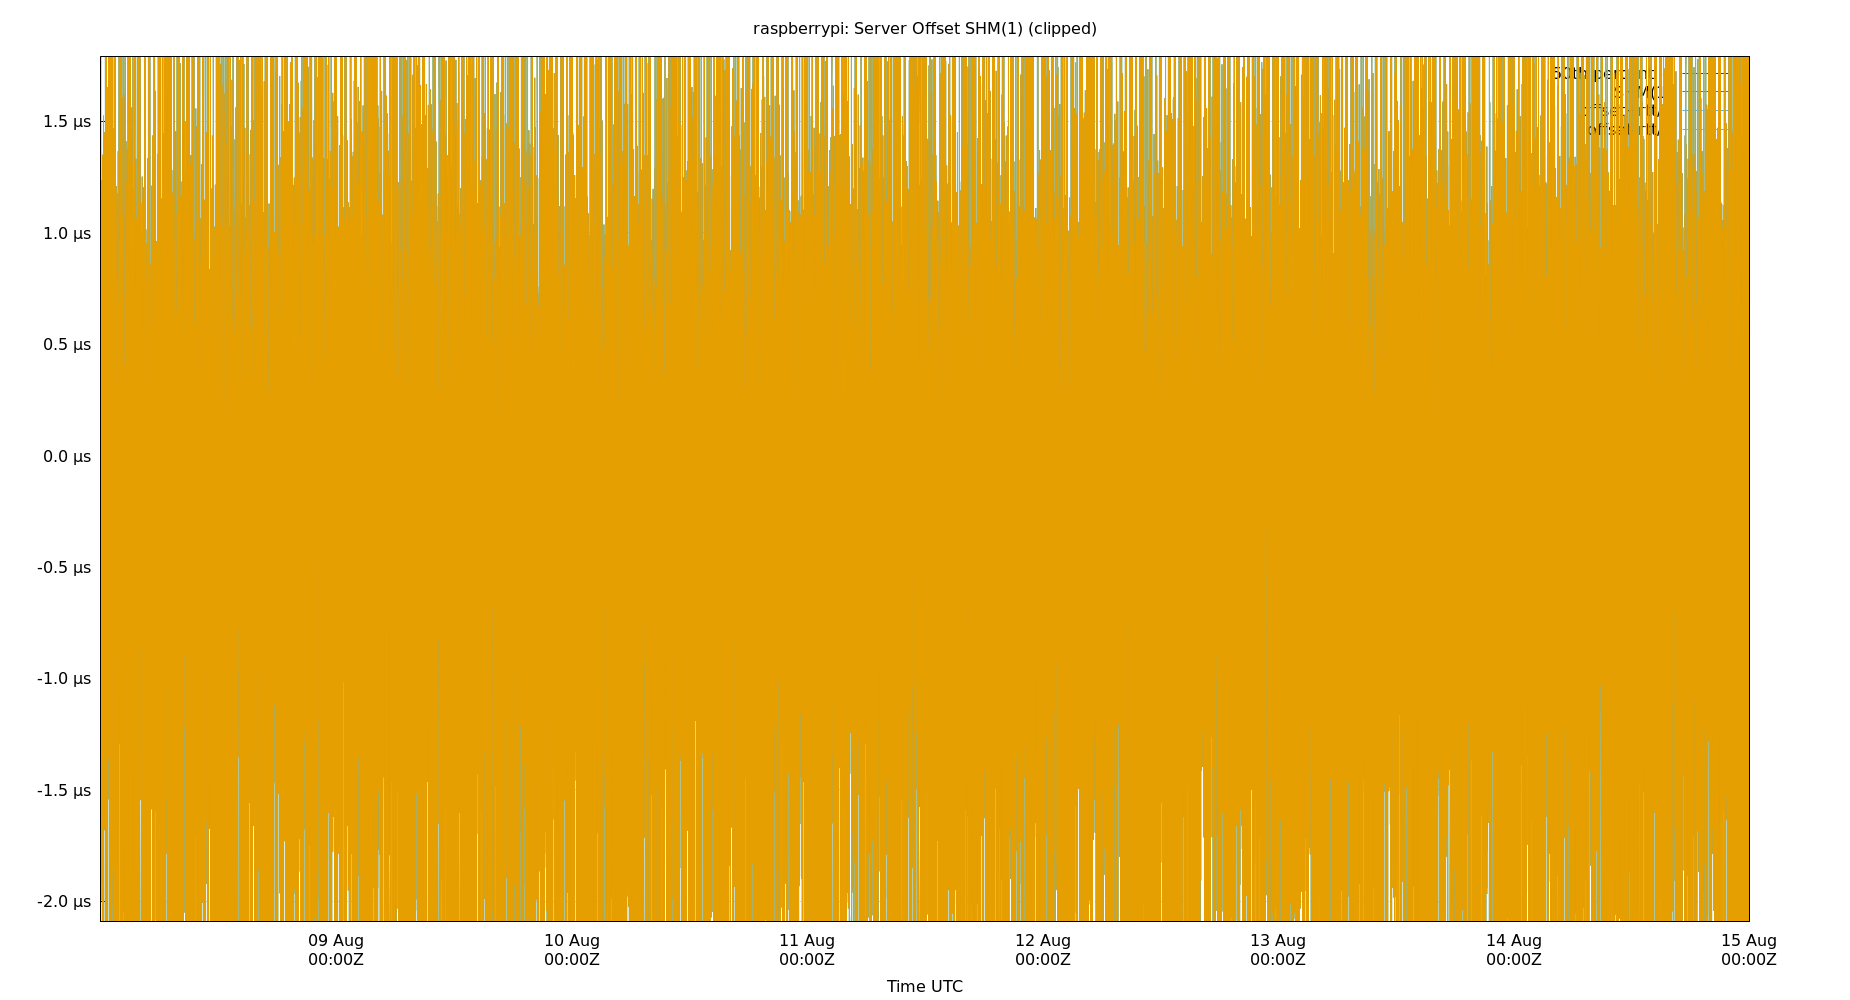 raspberrypi: Server Offset SHM(1) (clipped)
1.5 µs
1.0 µs
0.5 µs
0.0 µs
-0.5 µs
-1.0 µs
-1.5 µs
-2.0 µs
09 Aug 10 Aug 11 Aug 12 Aug 13 Aug 14 Aug 15 Aug
00:00Z 00:00Z 00:00Z 00:00Z 00:00Z 00:00Z 00:00Z
Time UTC